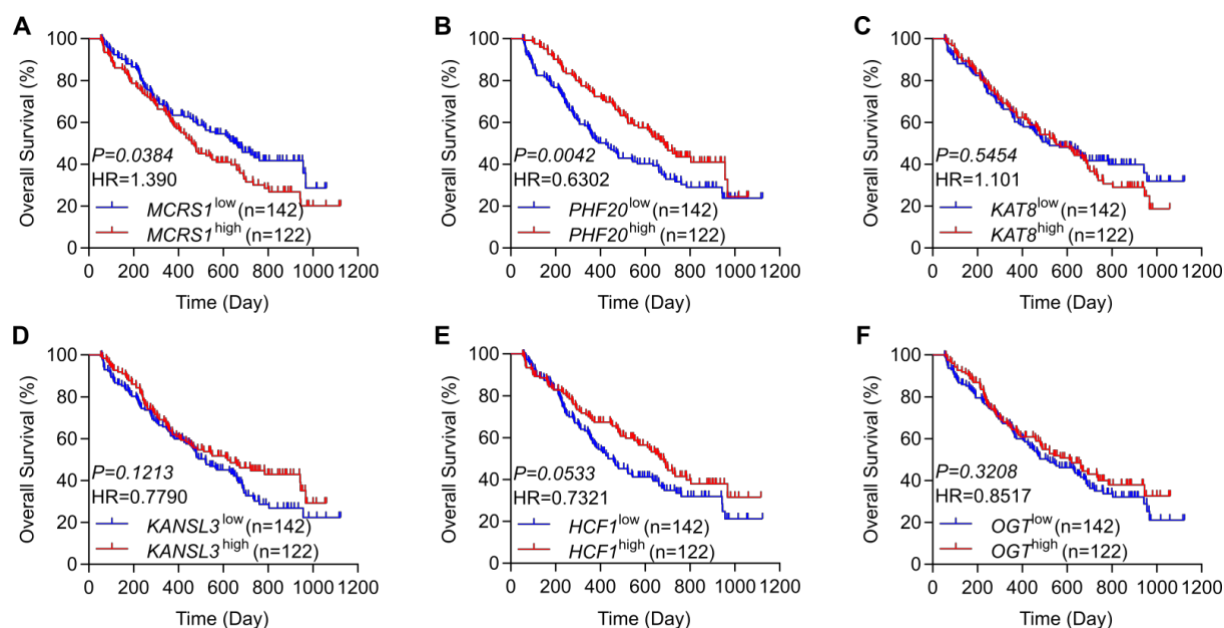 A
Overall Survival (%)
100
80
60
40
20
0
P=0.0384
HR=1.390
MCRS1low (n=142)
MCRS1high (n=122)
0 200 400 600 800 1000 1200
Time (Day)
B
Overall Survival (%)
100
80
60
40
20
0
P=0.0042
HR=0.6302
PHF20low (n=142)
PHF20high (n=122)
0 200 400 600 800 1000 1200
Time (Day)
C
Overall Survival (%)
100
80
60
40
20
0
P=0.5454
HR=1.101
KAT8low (n=142)
KAT8high (n=122)
0 200 400 600 800 1000 1200
Time (Day)
D
Overall Survival (%)
100
80
60
40
20
0
P=0.1213
HR=0.7790
KANSL3low (n=142)
KANSL3high (n=122)
0 200 400 600 800 1000 1200
Time (Day)
E
Overall Survival (%)
100
80
60
40
20
0
P=0.0533
HR=0.7321
HCF1low (n=142)
HCF1high (n=122)
0 200 400 600 800 1000 1200
Time (Day)
F
Overall Survival (%)
100
80
60
40
20
0
P=0.3208
HR=0.8517
OGTlow (n=142)
OGThigh (n=122)
0 200 400 600 800 1000 1200
Time (Day)